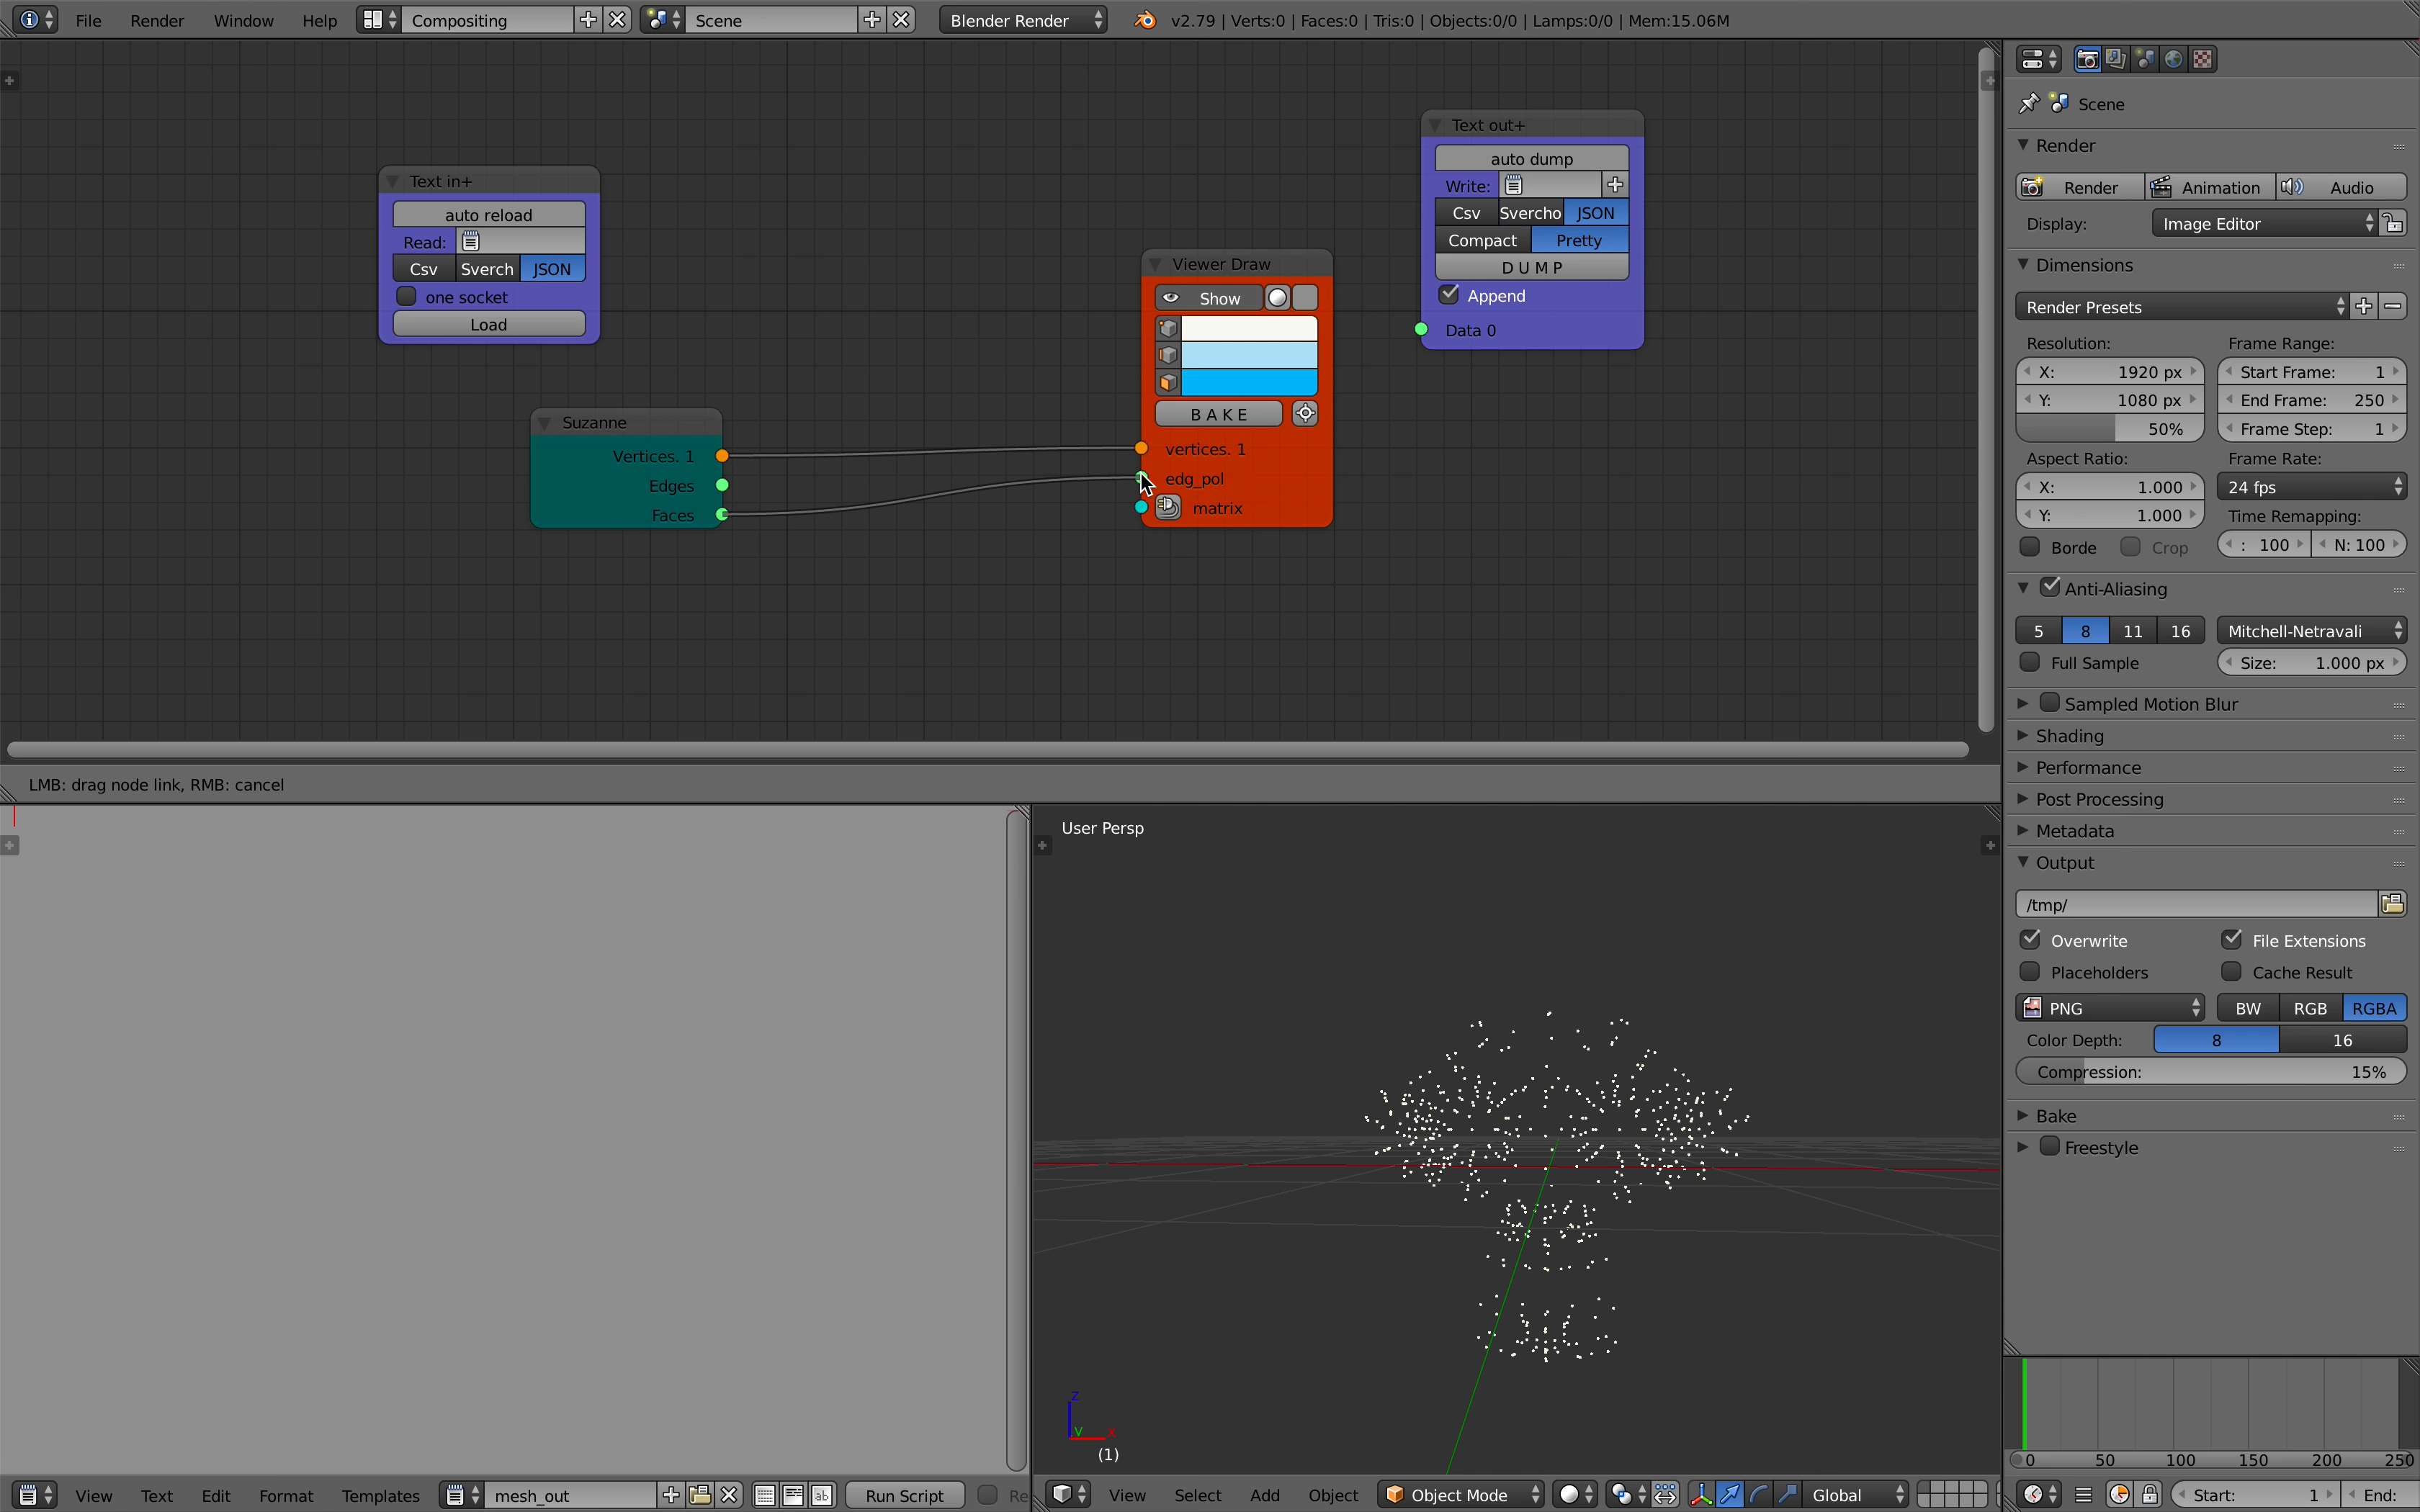 File Render Window Help Compositing Scene Blender Render v2.79 | Verts:0 | Faces:0 | Tris:0 | Objects:0/0 | Lamps:0/0 | Mem:15.06M
Text in+
auto reload
Read:
Csv Sverch JSON
one socket
Load
Suzanne
Vertices. 1
Edges
Faces
Viewer Draw
Show
B A K E
vertices. 1
edg_pol
matrix
Text out+
auto dump
Write:
Csv Svercho JSON
Compact Pretty
D U M P
Append
Data 0
LMB: drag node link, RMB: cancel
User Persp
z
y x
(1)
View Text Edit Format Templates mesh_out Run Script Re
View Select Add Object Object Mode Global
Scene
Render
Render Animation Audio
Display: Image Editor
Dimensions
Render Presets
Resolution: Frame Range:
X: 1920 px Start Frame: 1
Y: 1080 px End Frame: 250
50% Frame Step: 1
Aspect Ratio: Frame Rate:
X: 1.000 24 fps
Y: 1.000 Time Remapping:
Borde Crop : 100 N: 100
Anti-Aliasing
5 8 11 16 Mitchell-Netravali
Full Sample Size: 1.000 px
Sampled Motion Blur
Shading
Performance
Post Processing
Metadata
Output
/tmp/
Overwrite File Extensions
Placeholders Cache Result
PNG BW RGB RGBA
Color Depth: 8 16
Compression: 15%
Bake
Freestyle
0 50 100 150 200 250
Start: 1 End: